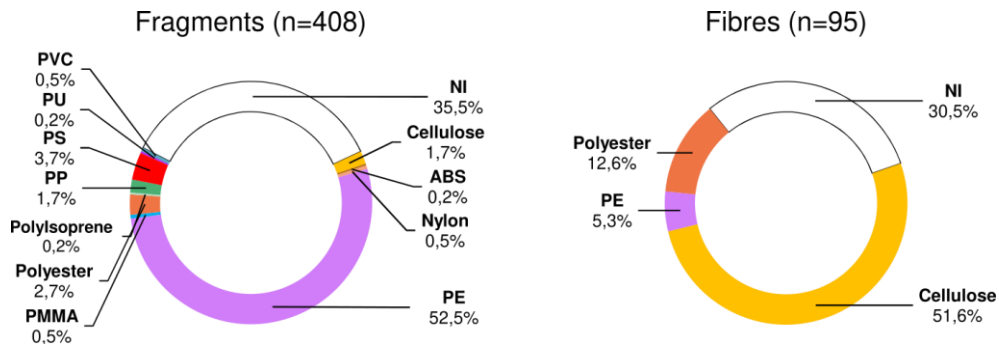 Fragments (n=408)
PVC
0,5%
PU
0,2%
PS
3,7%
PP
1,7%
PolyIsoprene
0,2%
Polyester
2,7%
PMMA
0,5%
NI
35,5%
Cellulose
1,7%
ABS
0,2%
Nylon
0,5%
PE
52,5%
Fibres (n=95)
Polyester
12,6%
PE
5,3%
NI
30,5%
Cellulose
51,6%